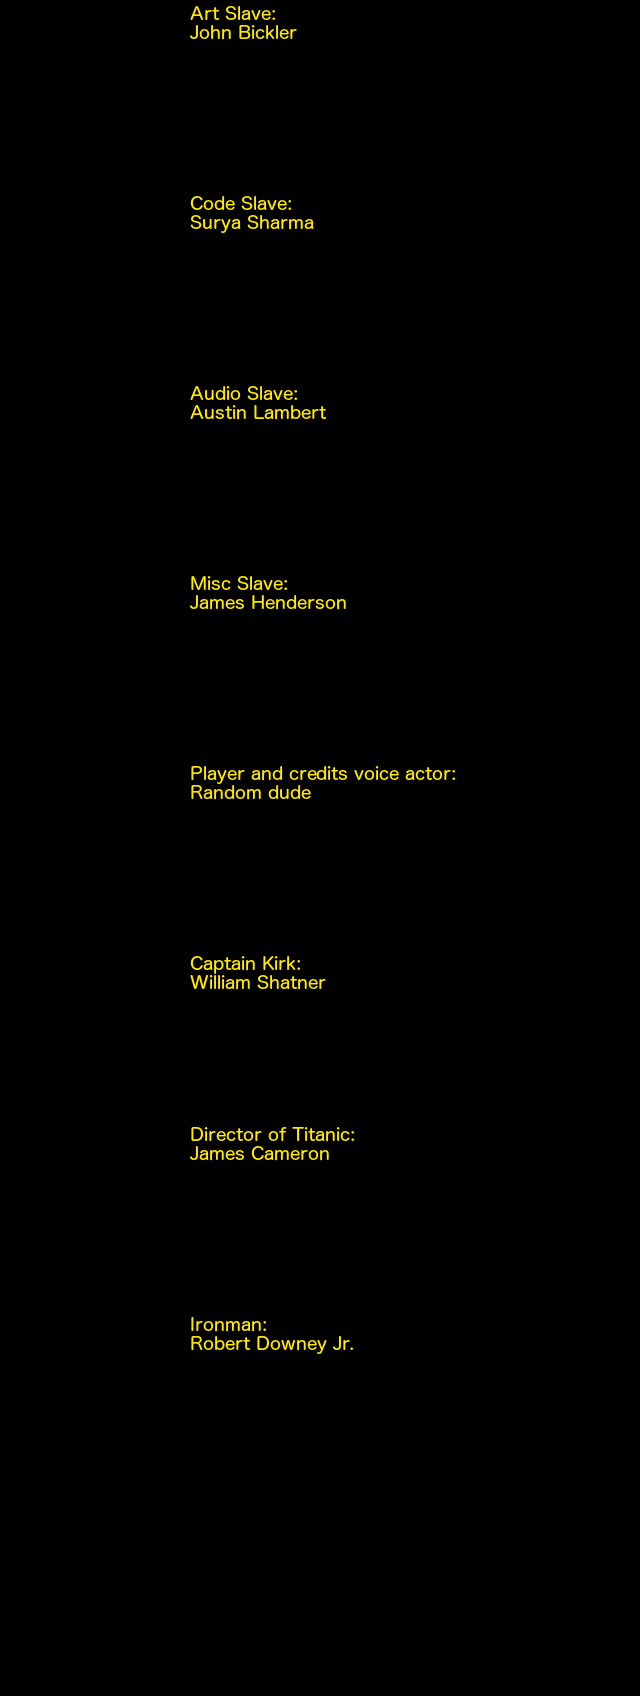 Art Slave:
John Bickler
Code Slave:
Surya Sharma
Audio Slave:
Austin Lambert
Misc Slave:
James Henderson
Player and credits voice actor:
Random dude
Captain Kirk:
William Shatner
Director of Titanic:
James Cameron
Ironman:
Robert Downey Jr.